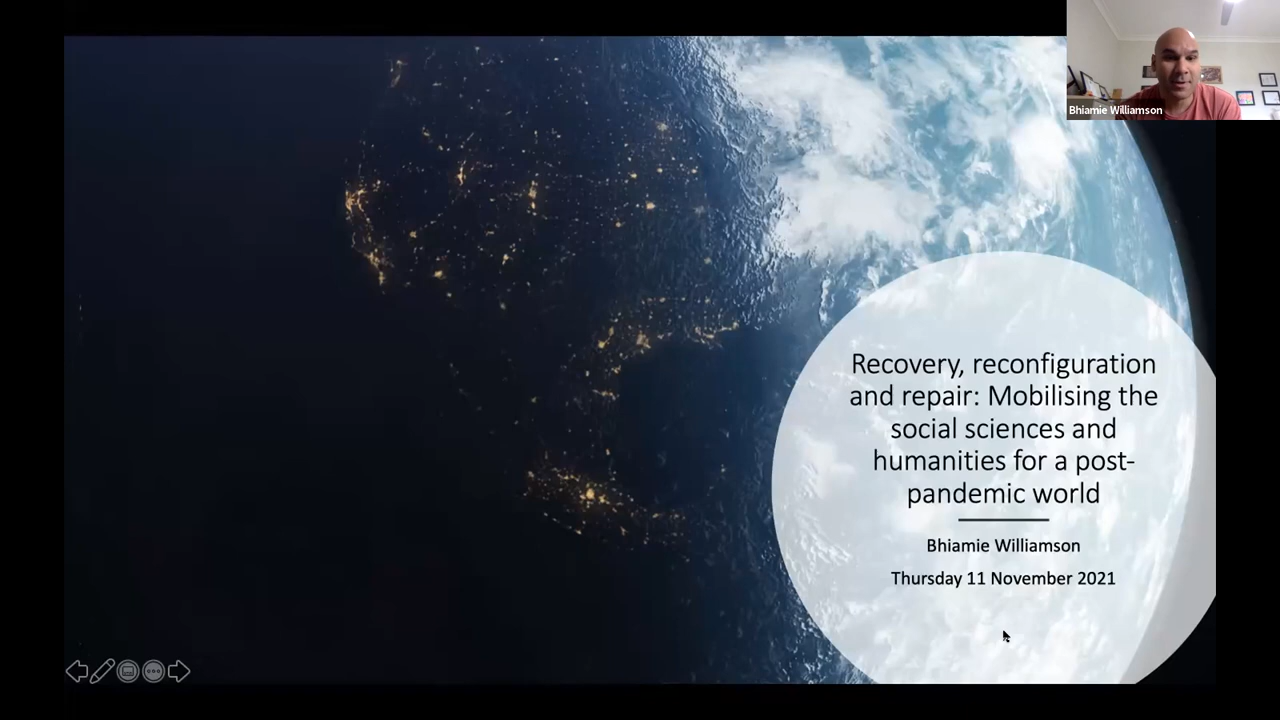 Bhiamie Williamson
Recovery, reconfiguration
and repair: Mobilising the
social sciences and
humanities for a post-
pandemic world
Bhiamie Williamson
Thursday 11 November 2021